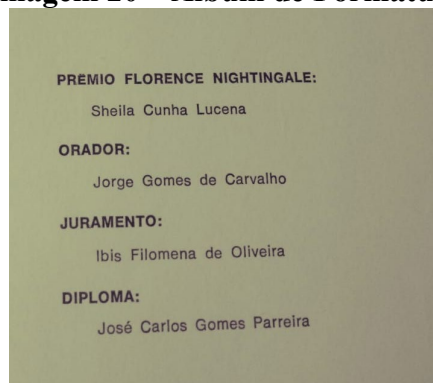 PRÊMIO FLORENCE NIGHTINGALE:
Sheila Cunha Lucena
ORADOR:
Jorge Gomes de Carvalho
JURAMENTO:
Ibis Filomena de Oliveira
DIPLOMA:
José Carlos Gomes Parreira